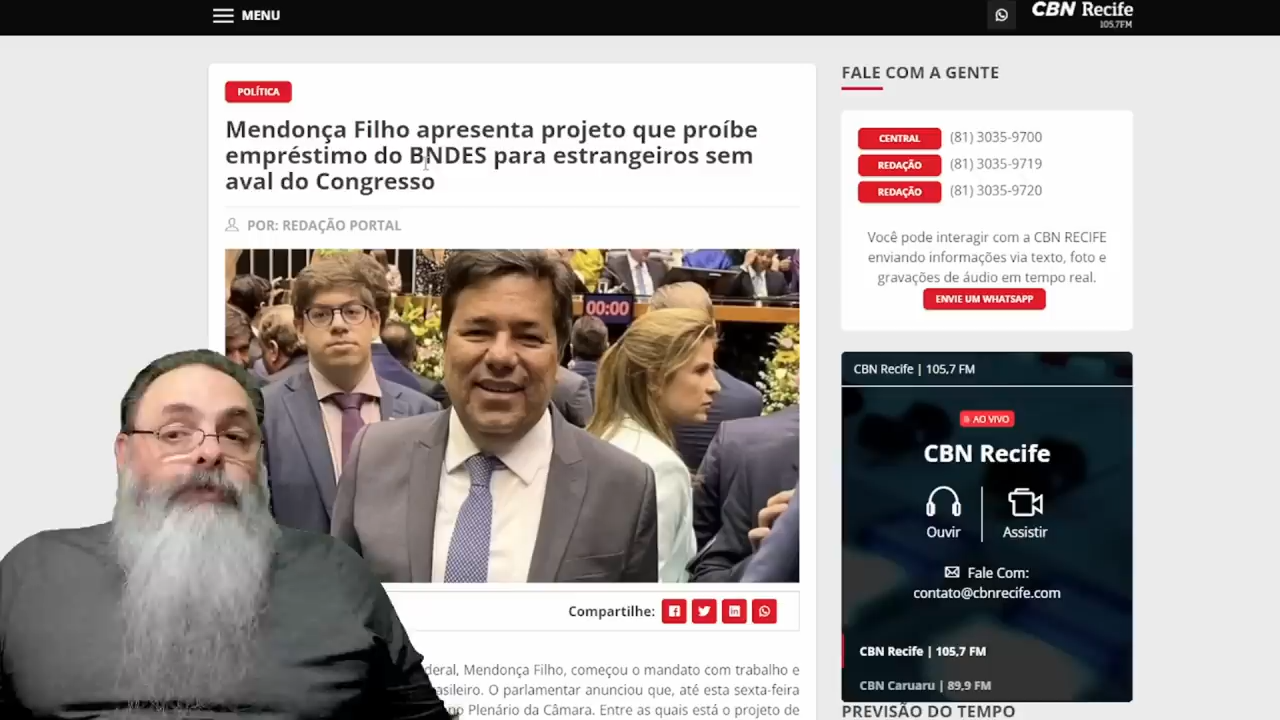 MENU
CBN Recife
105,7FM
POLÍTICA
Mendonça Filho apresenta projeto que proíbe
empréstimo do BNDES para estrangeiros sem
aval do Congresso
POR: REDAÇÃO PORTAL
00:00
Compartilhe:
deral, Mendonça Filho, começou o mandato com trabalho e
asileiro. O parlamentar anunciou que, até esta sexta-feira
no Plenário da Câmara. Entre as quais está o projeto de
FALE COM A GENTE
CENTRAL (81) 3035-9700
REDAÇÃO (81) 3035-9719
REDAÇÃO (81) 3035-9720
Você pode interagir com a CBN RECIFE
enviando informações via texto, foto e
gravações de áudio em tempo real.
ENVIE UM WHATSAPP
CBN Recife | 105,7 FM
AO VIVO
CBN Recife
Ouvir Assistir
Fale Com:
contato@cbnrecife.com
CBN Recife | 105,7 FM
CBN Caruaru | 89,9 FM
PREVISÃO DO TEMPO